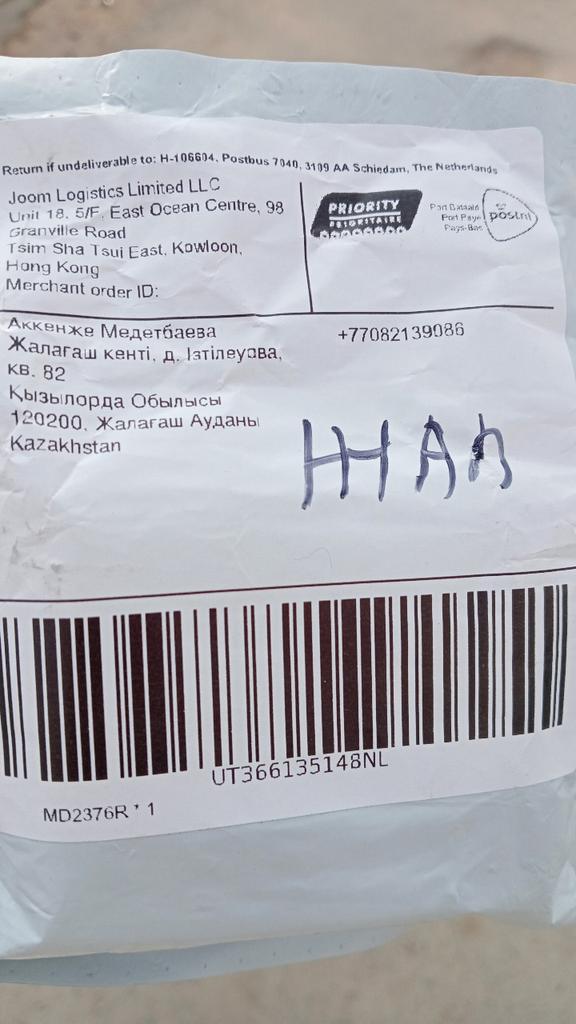 Return if undeliverable to: H-106604, Postbus 7040, 3109 AA Schiedam, The Netherlands
Joom Logistics Limited LLC
Unit 18, 5/F, East Ocean Centre, 98
Granville Road
Tsim Sha Tsui East, Kowloon,
Hong Kong
Merchant order ID:
PRIORITY
PRIORITAIRE
Port Betaald
Port Payé
Pays-Bas
postnl
Аккенже Медетбаева
+77082139086
Жалағаш кенті, д. Ізтілеуова,
кв. 82
Қызылорда Обылысы
120200, Жалағаш Ауданы
Kazakhstan
ЖАЛ
UT366135148NL
MD2376R * 1